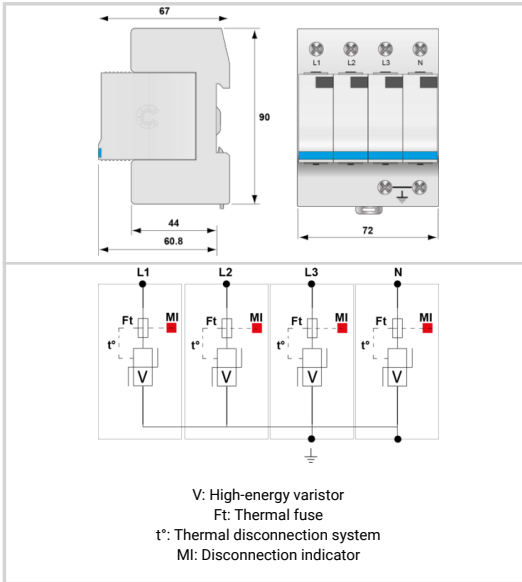 67
L1 L2 L3 N
90
44
60.8
72
L1 L2 L3 N
Ft MI Ft MI Ft MI Ft MI
t° t° t° t°
V V V V
V: High-energy varistor
Ft: Thermal fuse
t°: Thermal disconnection system
MI: Disconnection indicator